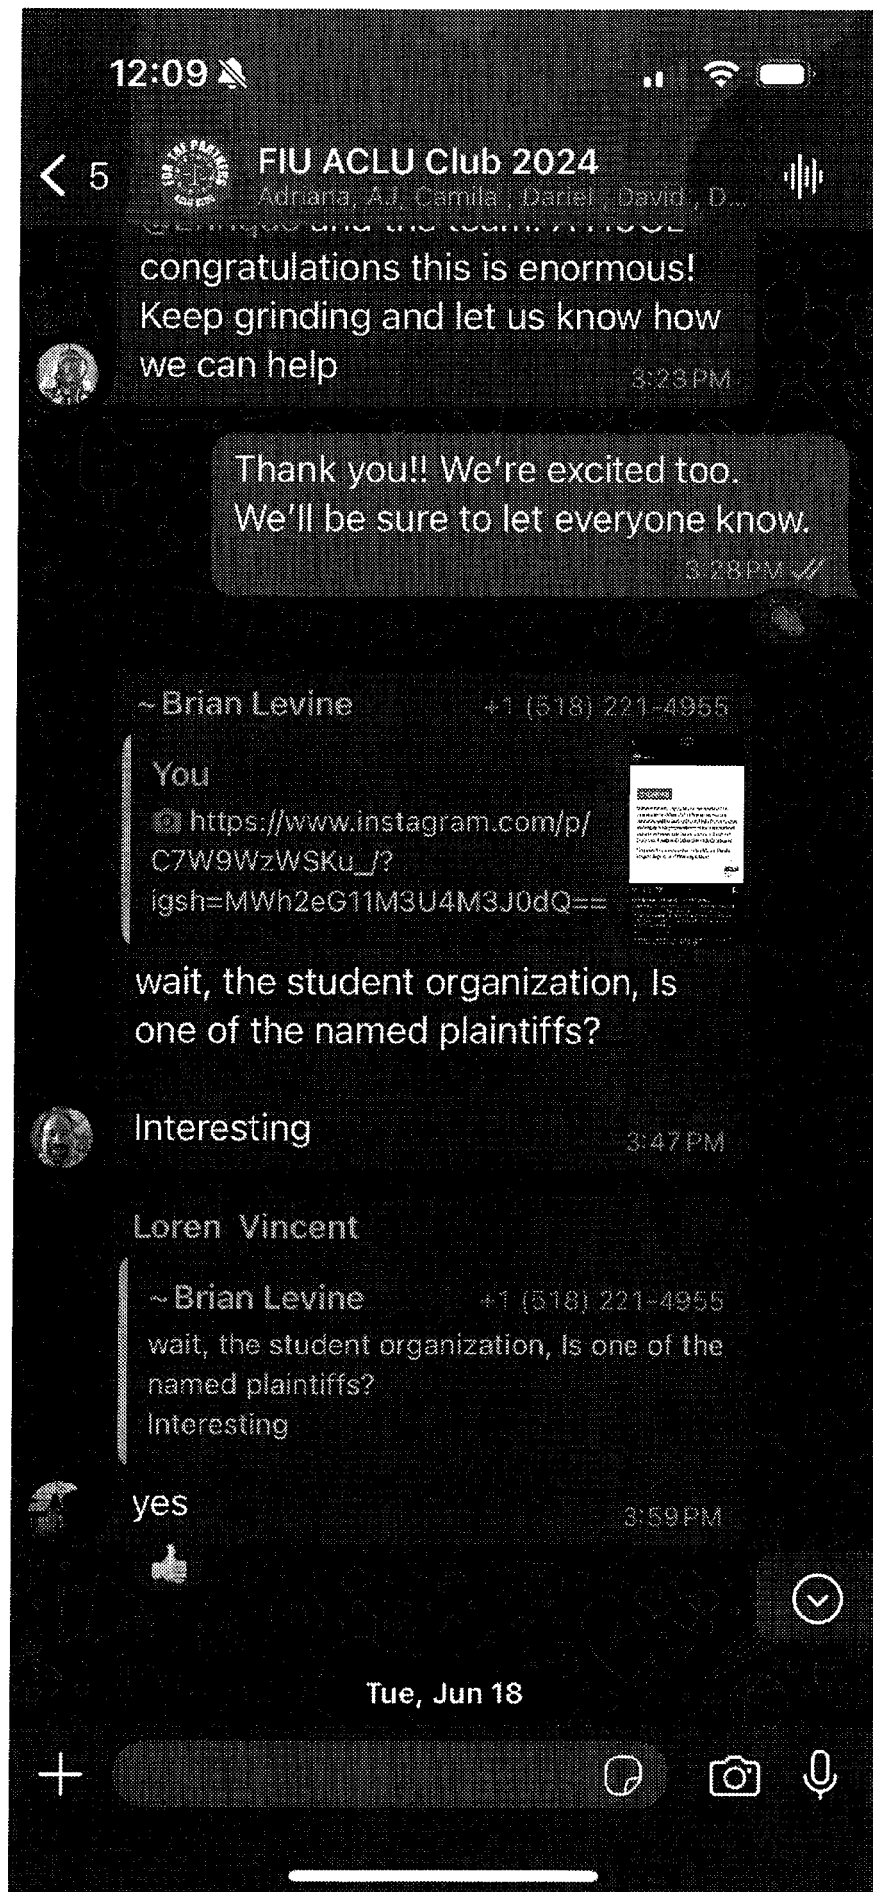 12:09
5
FIU ACLU Club 2024
Adriana, AJ, Camila, Dariel, David, D...
and the team! A HUGE
congratulations this is enormous!
Keep grinding and let us know how
we can help
3:23 PM
Thank you!! We're excited too.
We'll be sure to let everyone know.
3:28 PM
~Brian Levine +1 (518) 221-4955
You
https://www.instagram.com/p/
C7W9WzWSKu_/?
igsh=MWh2eG11M3U4M3J0dQ==
wait, the student organization, Is
one of the named plaintiffs?
Interesting
3:47 PM
Loren Vincent
~Brian Levine +1 (518) 221-4955
wait, the student organization, Is one of the
named plaintiffs?
Interesting
yes
3:59 PM
Tue, Jun 18